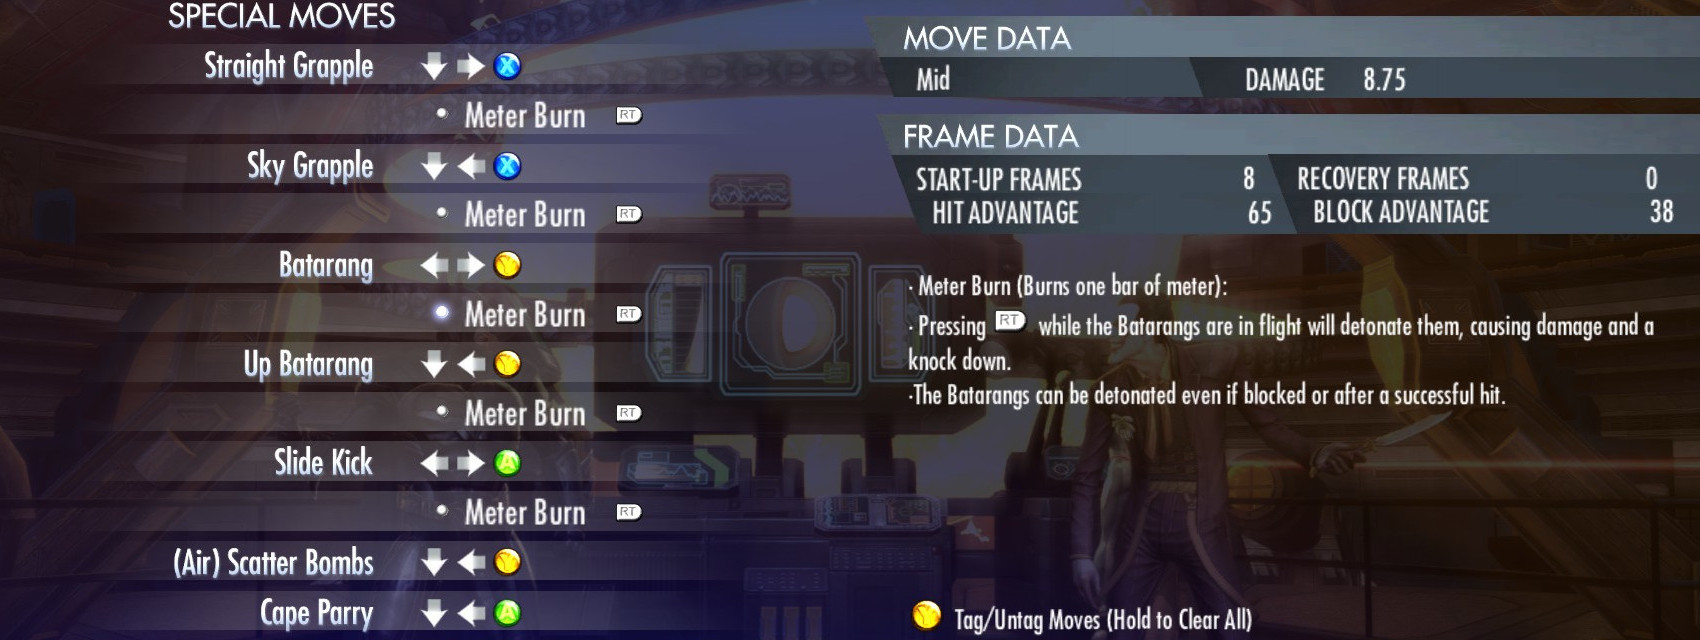 SPECIAL MOVES
Straight Grapple X
• Meter Burn RT
Sky Grapple X
• Meter Burn RT
Batarang Y
• Meter Burn RT
Up Batarang Y
• Meter Burn RT
Slide Kick A
• Meter Burn RT
(Air) Scatter Bombs Y
Cape Parry A
MOVE DATA
Mid DAMAGE 8.75
FRAME DATA
START-UP FRAMES 8 RECOVERY FRAMES 0
HIT ADVANTAGE 65 BLOCK ADVANTAGE 38
· Meter Burn (Burns one bar of meter):
· Pressing RT while the Batarangs are in flight will detonate them, causing damage and a
knock down.
·The Batarangs can be detonated even if blocked or after a successful hit.
Y Tag/Untag Moves (Hold to Clear All)